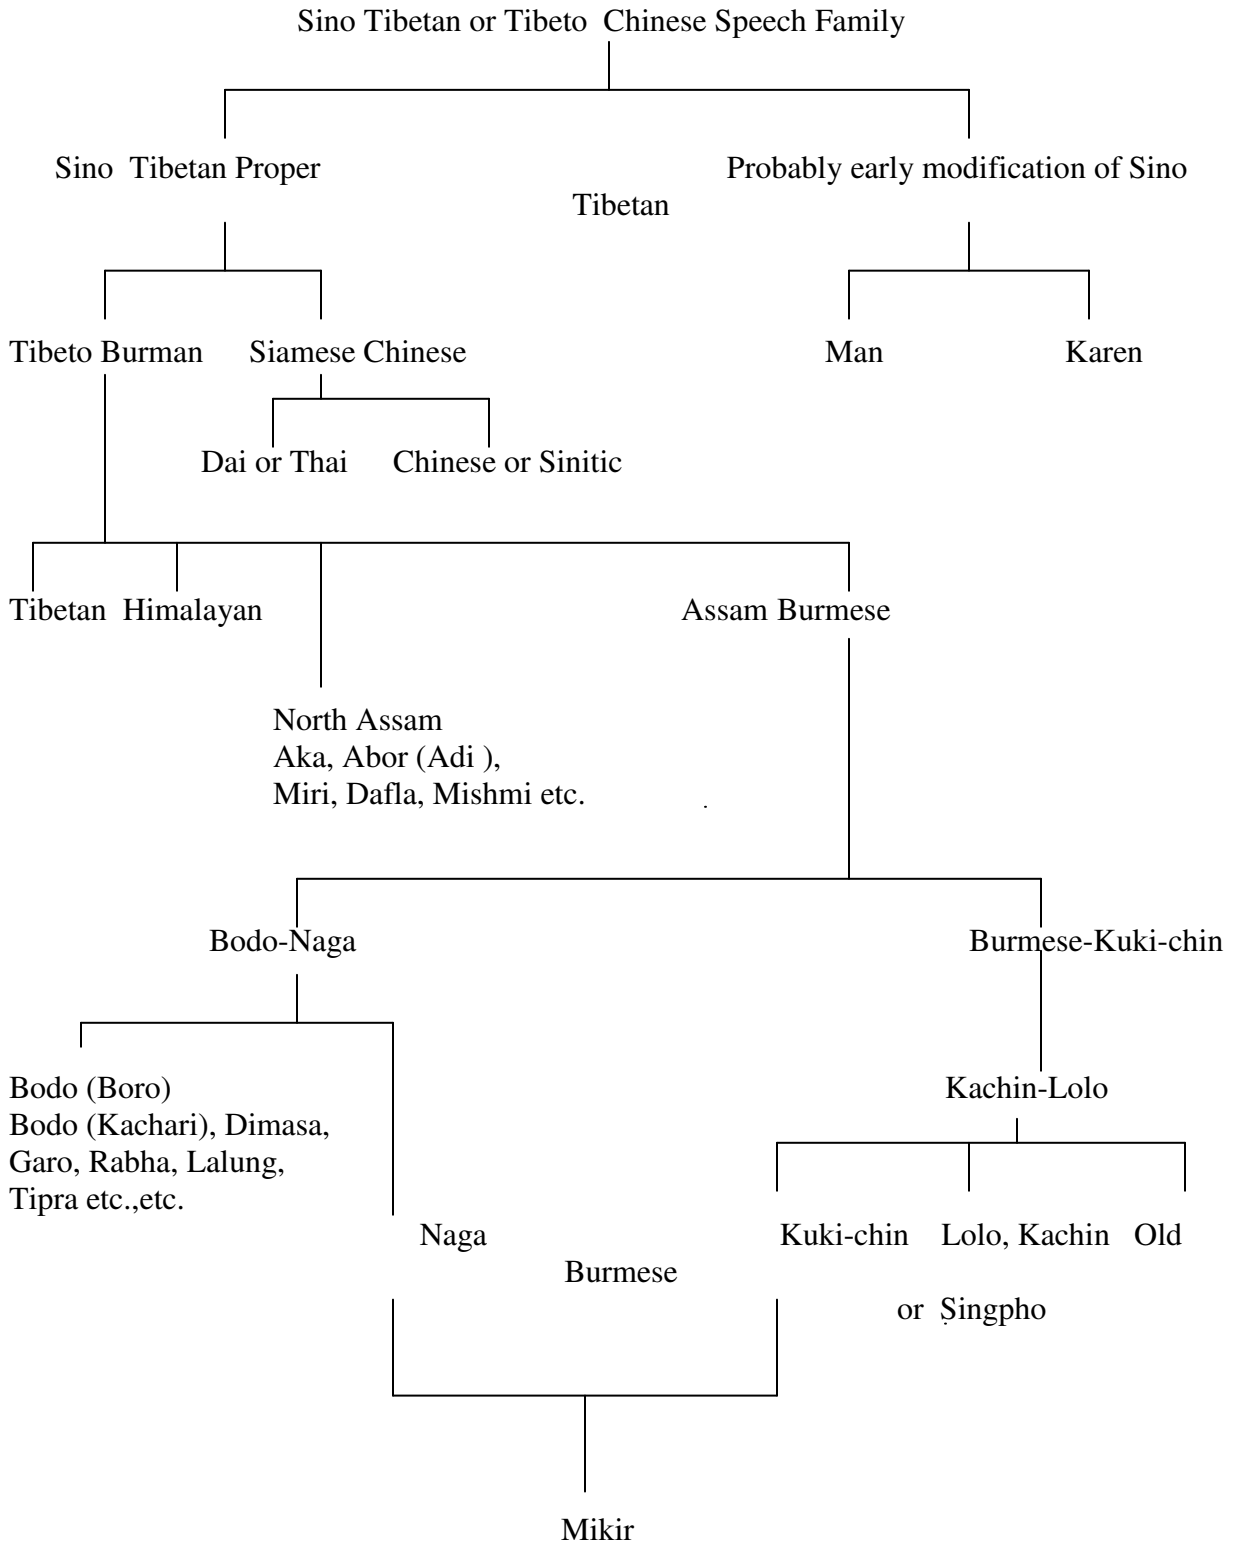 Sino Tibetan or Tibeto Chinese Speech Family
Sino Tibetan Proper
Probably early modification of Sino
Tibetan
Tibeto Burman
Siamese Chinese
Man
Karen
Dai or Thai
Chinese or Sinitic
Tibetan
Himalayan
Assam Burmese
North Assam
Aka, Abor (Adi ),
Miri, Dafla, Mishmi etc.
.
Bodo-Naga
Burmese-Kuki-chin
Bodo (Boro)
Bodo (Kachari), Dimasa,
Garo, Rabha, Lalung,
Tipra etc.,etc.
Kachin-Lolo
Naga
Kuki-chin
Lolo, Kachin
Old
Burmese
or Ṣingpho
Mikir